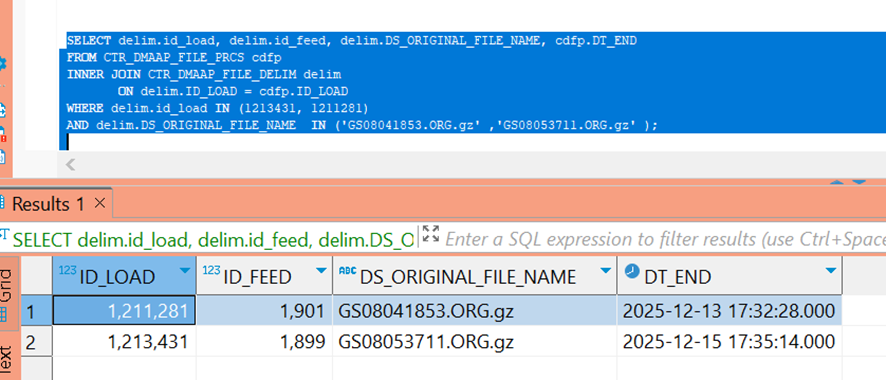 SELECT delim.id_load, delim.id_feed, delim.DS_ORIGINAL_FILE_NAME, cdfp.DT_END
FROM CTR_DMAAP_FILE_PRCS cdfp
INNER JOIN CTR_DMAAP_FILE_DELIM delim
ON delim.ID_LOAD = cdfp.ID_LOAD
WHERE delim.id_load IN (1213431, 1211281)
AND delim.DS_ORIGINAL_FILE_NAME IN ('GS08041853.ORG.gz' ,'GS08053711.ORG.gz' );
Results 1
SELECT delim.id_load, delim.id_feed, delim.DS_O Enter a SQL expression to filter results (use Ctrl+Space
Grid
123 ID_LOAD 123 ID_FEED ABC DS_ORIGINAL_FILE_NAME DT_END
1 1,211,281 1,901 GS08041853.ORG.gz 2025-12-13 17:32:28.000
2 1,213,431 1,899 GS08053711.ORG.gz 2025-12-15 17:35:14.000
Text